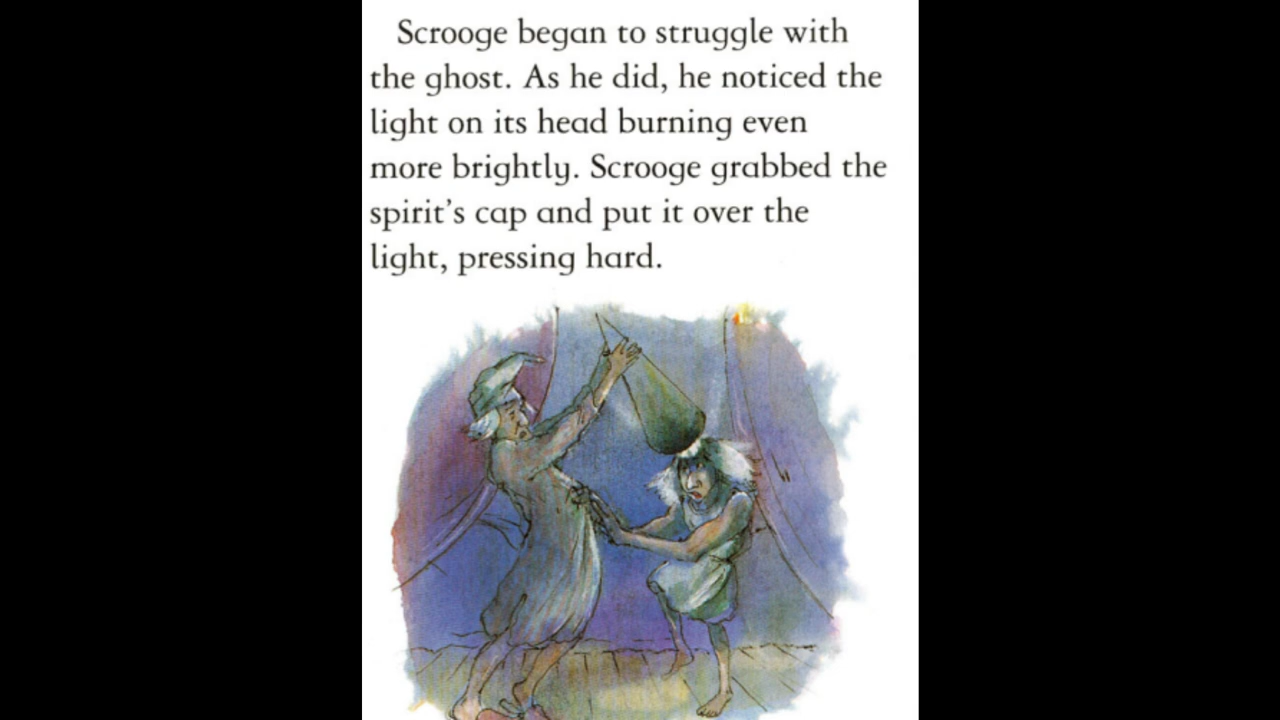 Scrooge began to struggle with
the ghost. As he did, he noticed the
light on its head burning even
more brightly. Scrooge grabbed the
spirit's cap and put it over the
light, pressing hard.